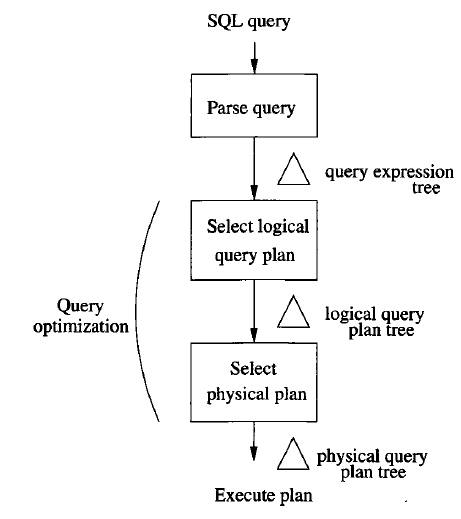 SQL query
Parse query
query expression
tree
Select logical
query plan
Query
optimization
logical query
plan tree
Select
physical plan
physical query
plan tree
Execute plan